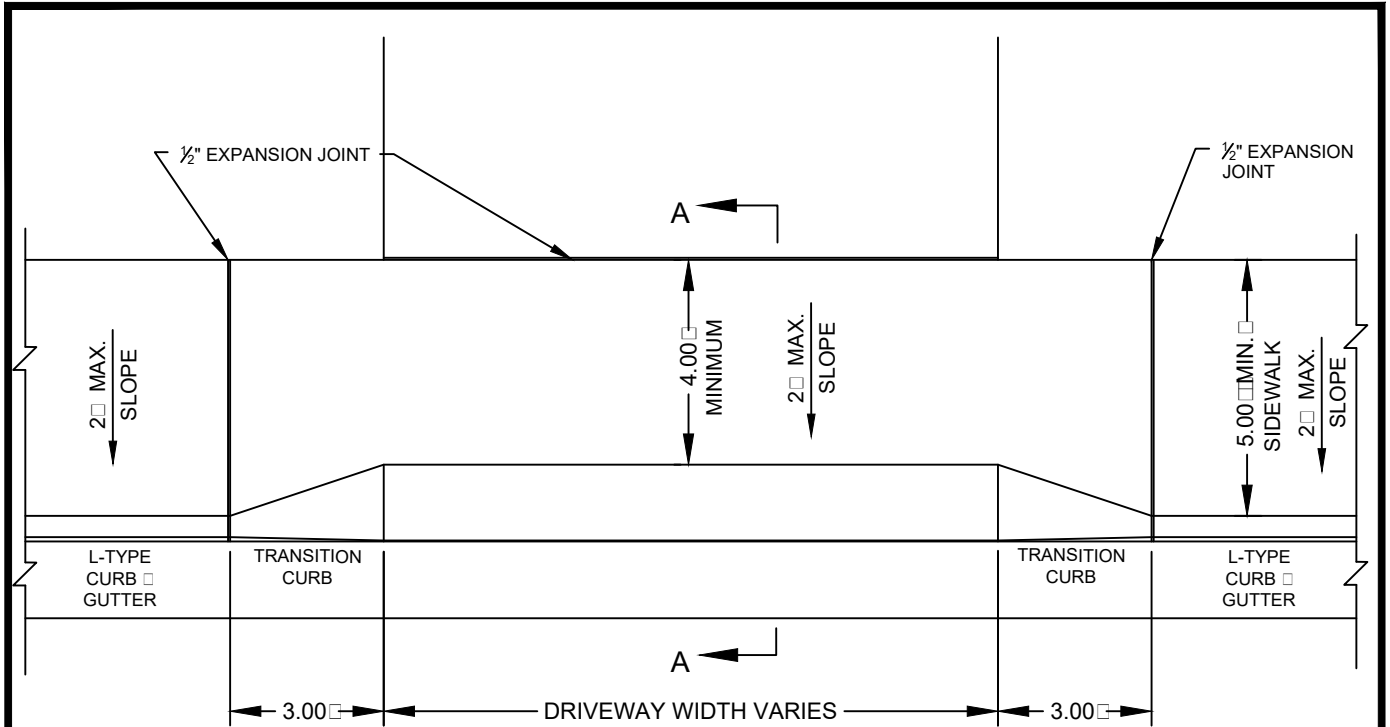 ½" EXPANSION JOINT
½" EXPANSION
JOINT
A
2□ MAX.
SLOPE
4.00□
MINIMUM
2□ MAX.
SLOPE
5.00□MIN.□
SIDEWALK
2□ MAX.
SLOPE
L-TYPE
CURB □
GUTTER
TRANSITION
CURB
TRANSITION
CURB
L-TYPE
CURB □
GUTTER
A
3.00□
DRIVEWAY WIDTH VARIES
3.00□